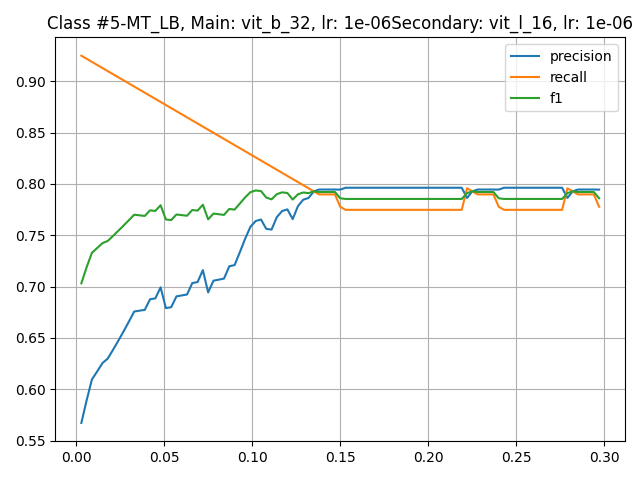 Class #5-MT_LB, Main: vit_b_32, lr: 1e-06Secondary: vit_l_16, lr: 1e-06
precision
recall
f1
0.90
0.85
0.80
0.75
0.70
0.65
0.60
0.55
0.00 0.05 0.10 0.15 0.20 0.25 0.30